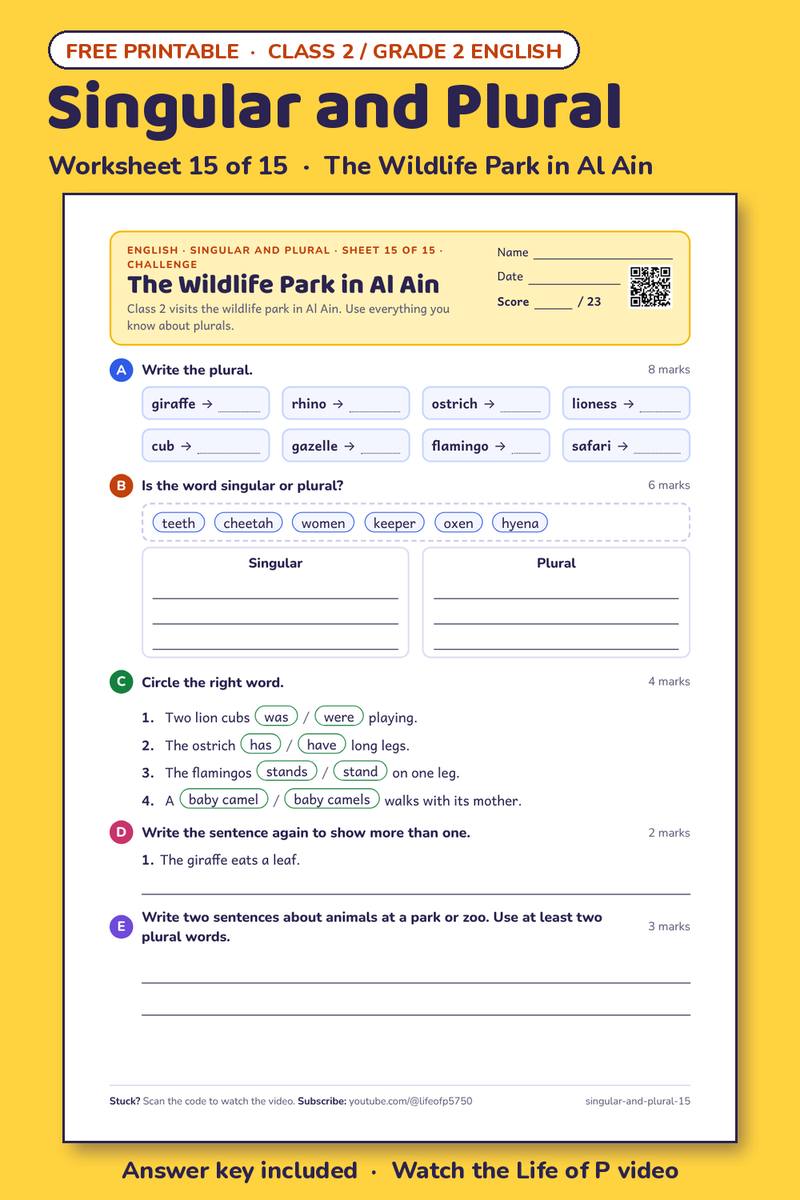 FREE PRINTABLE · CLASS 2 / GRADE 2 ENGLISH
Singular and Plural
Worksheet 15 of 15 · The Wildlife Park in Al Ain
ENGLISH · SINGULAR AND PLURAL · SHEET 15 OF 15 ·
CHALLENGE
The Wildlife Park in Al Ain
Class 2 visits the wildlife park in Al Ain. Use everything you
know about plurals.
Name
Date
Score / 23
A Write the plural. 8 marks
giraffe → rhino → ostrich → lioness →
cub → gazelle → flamingo → safari →
B Is the word singular or plural? 6 marks
teeth cheetah women keeper oxen hyena
Singular Plural
C Circle the right word. 4 marks
1. Two lion cubs was / were playing.
2. The ostrich has / have long legs.
3. The flamingos stands / stand on one leg.
4. A baby camel / baby camels walks with its mother.
D Write the sentence again to show more than one. 2 marks
1. The giraffe eats a leaf.
E Write two sentences about animals at a park or zoo. Use at least two
plural words. 3 marks
Stuck? Scan the code to watch the video. Subscribe: youtube.com/@lifeofp5750 singular-and-plural-15
Answer key included · Watch the Life of P video